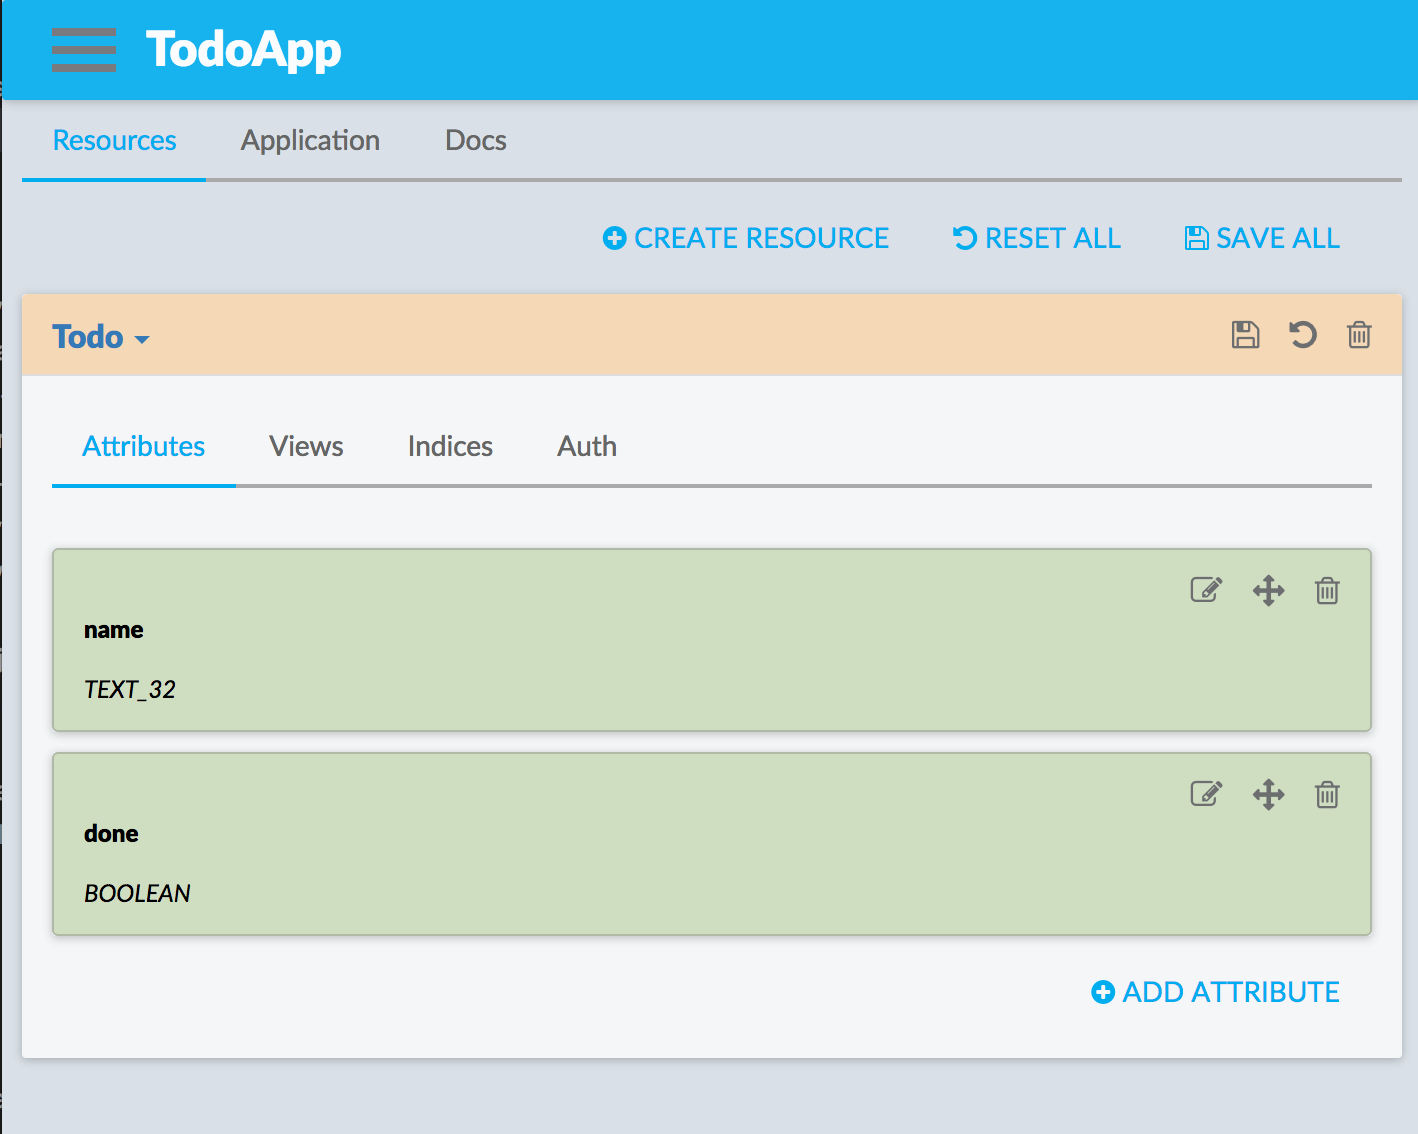 TodoApp
Resources Application Docs
CREATE RESOURCE RESET ALL SAVE ALL
Todo
Attributes Views Indices Auth
name
TEXT_32
done
BOOLEAN
ADD ATTRIBUTE